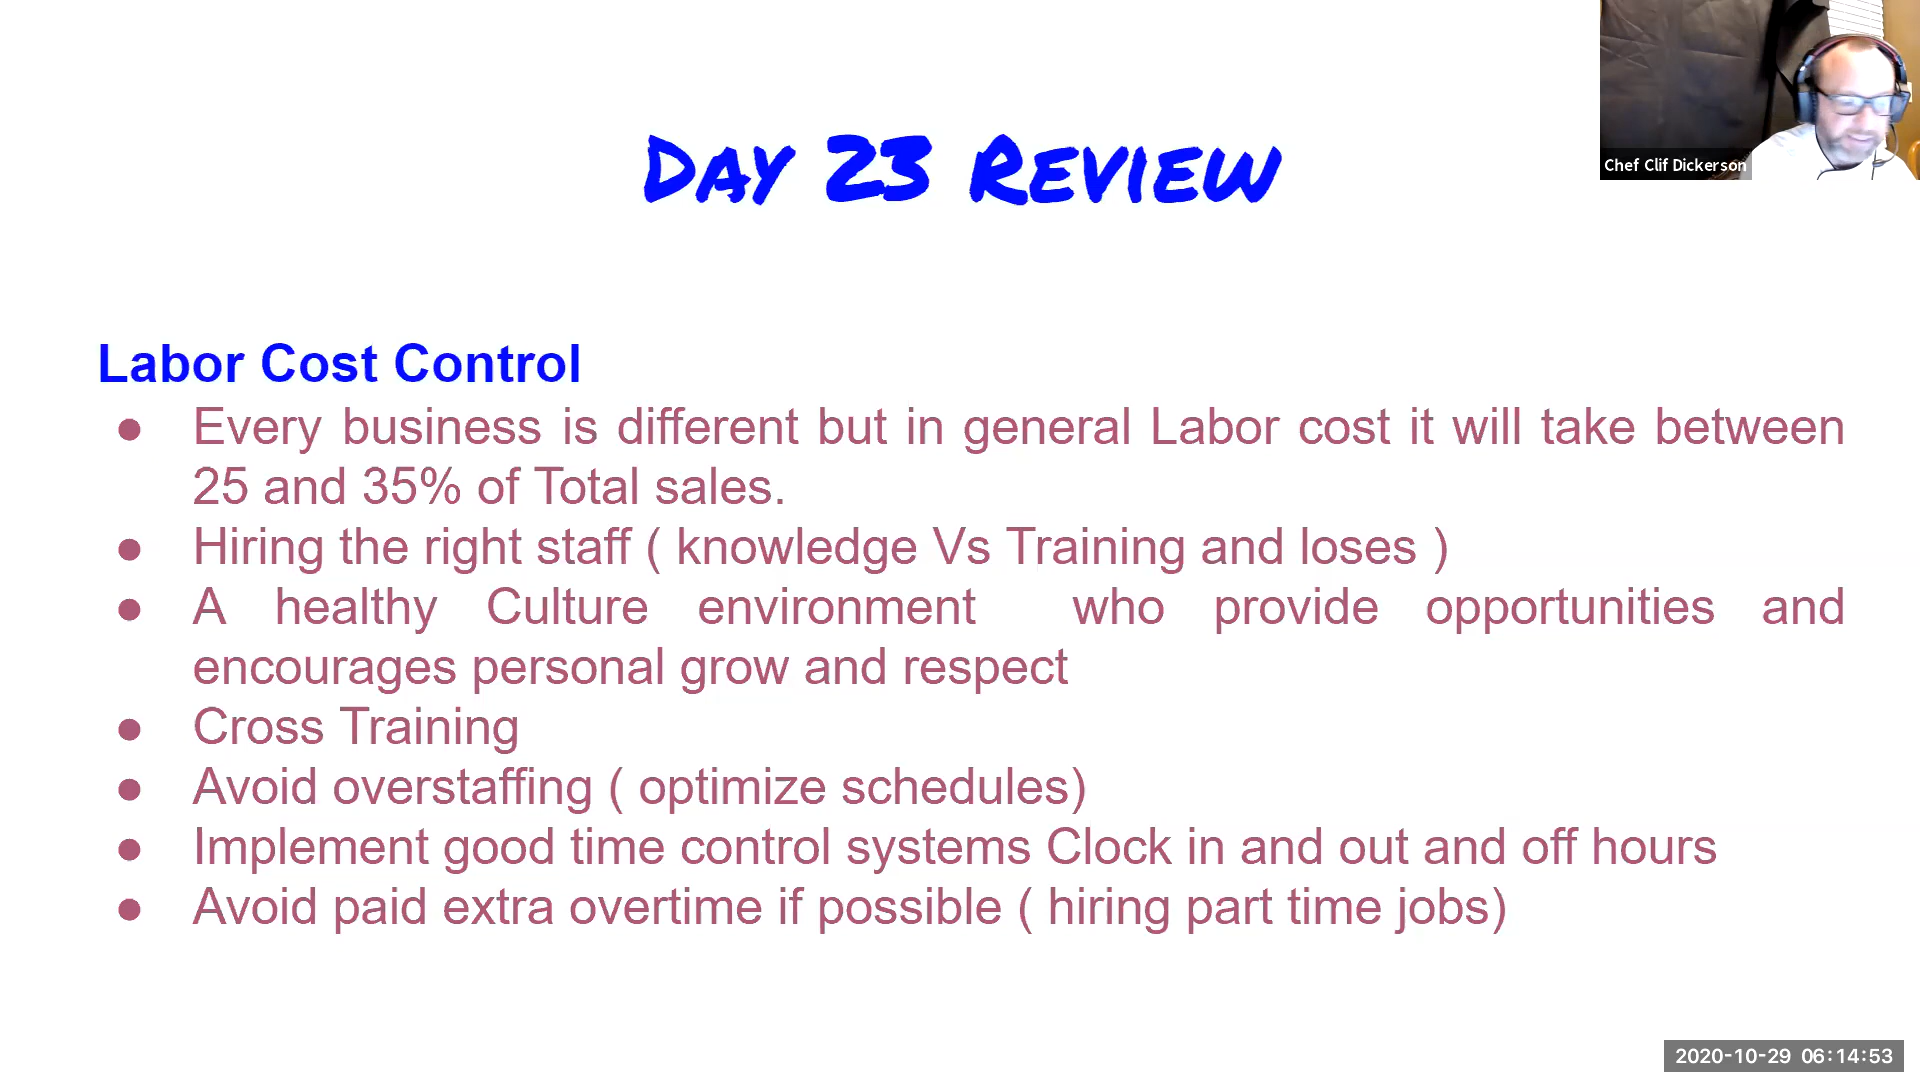 Day 23 Review
Chef Clif Dickerson
Labor Cost Control
● Every business is different but in general Labor cost it will take between
25 and 35% of Total sales.
● Hiring the right staff ( knowledge Vs Training and loses )
● A healthy Culture environment who provide opportunities and
encourages personal grow and respect
● Cross Training
● Avoid overstaffing ( optimize schedules)
● Implement good time control systems Clock in and out and off hours
● Avoid paid extra overtime if possible ( hiring part time jobs)
2020-10-29 06:14:53